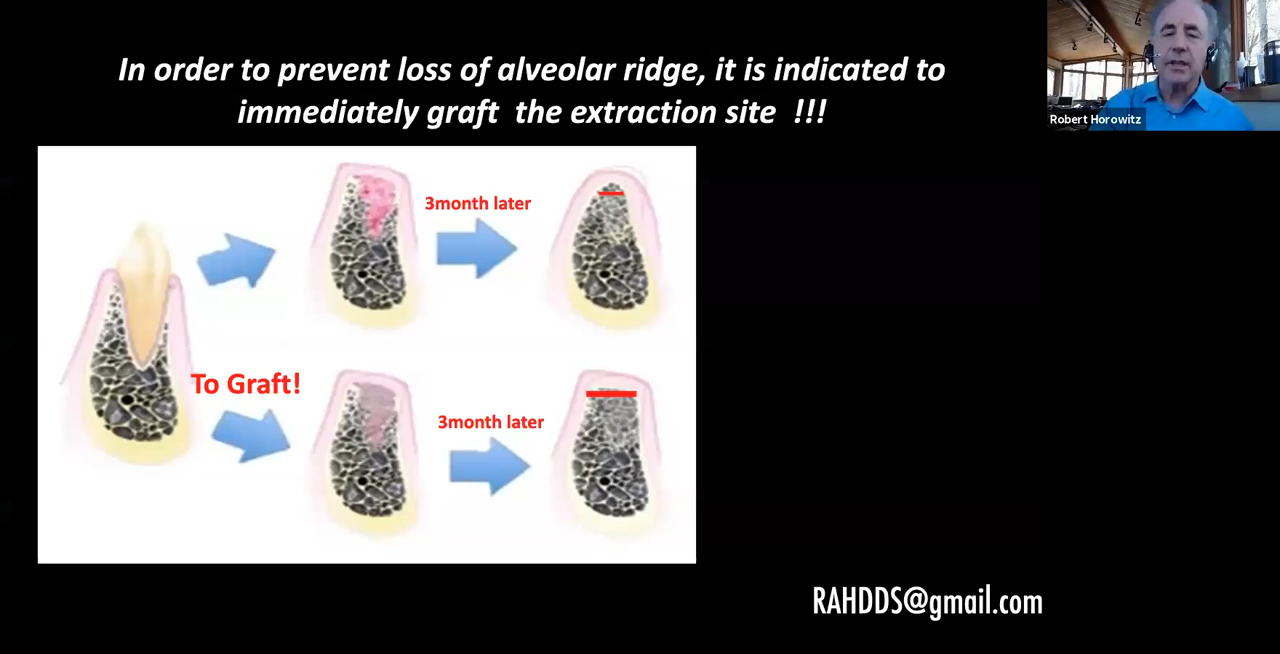 In order to prevent loss of alveolar ridge, it is indicated to
immediately graft the extraction site !!!
Robert Horowitz
3month later
To Graft!
3month later
RAHDDS@gmail.com